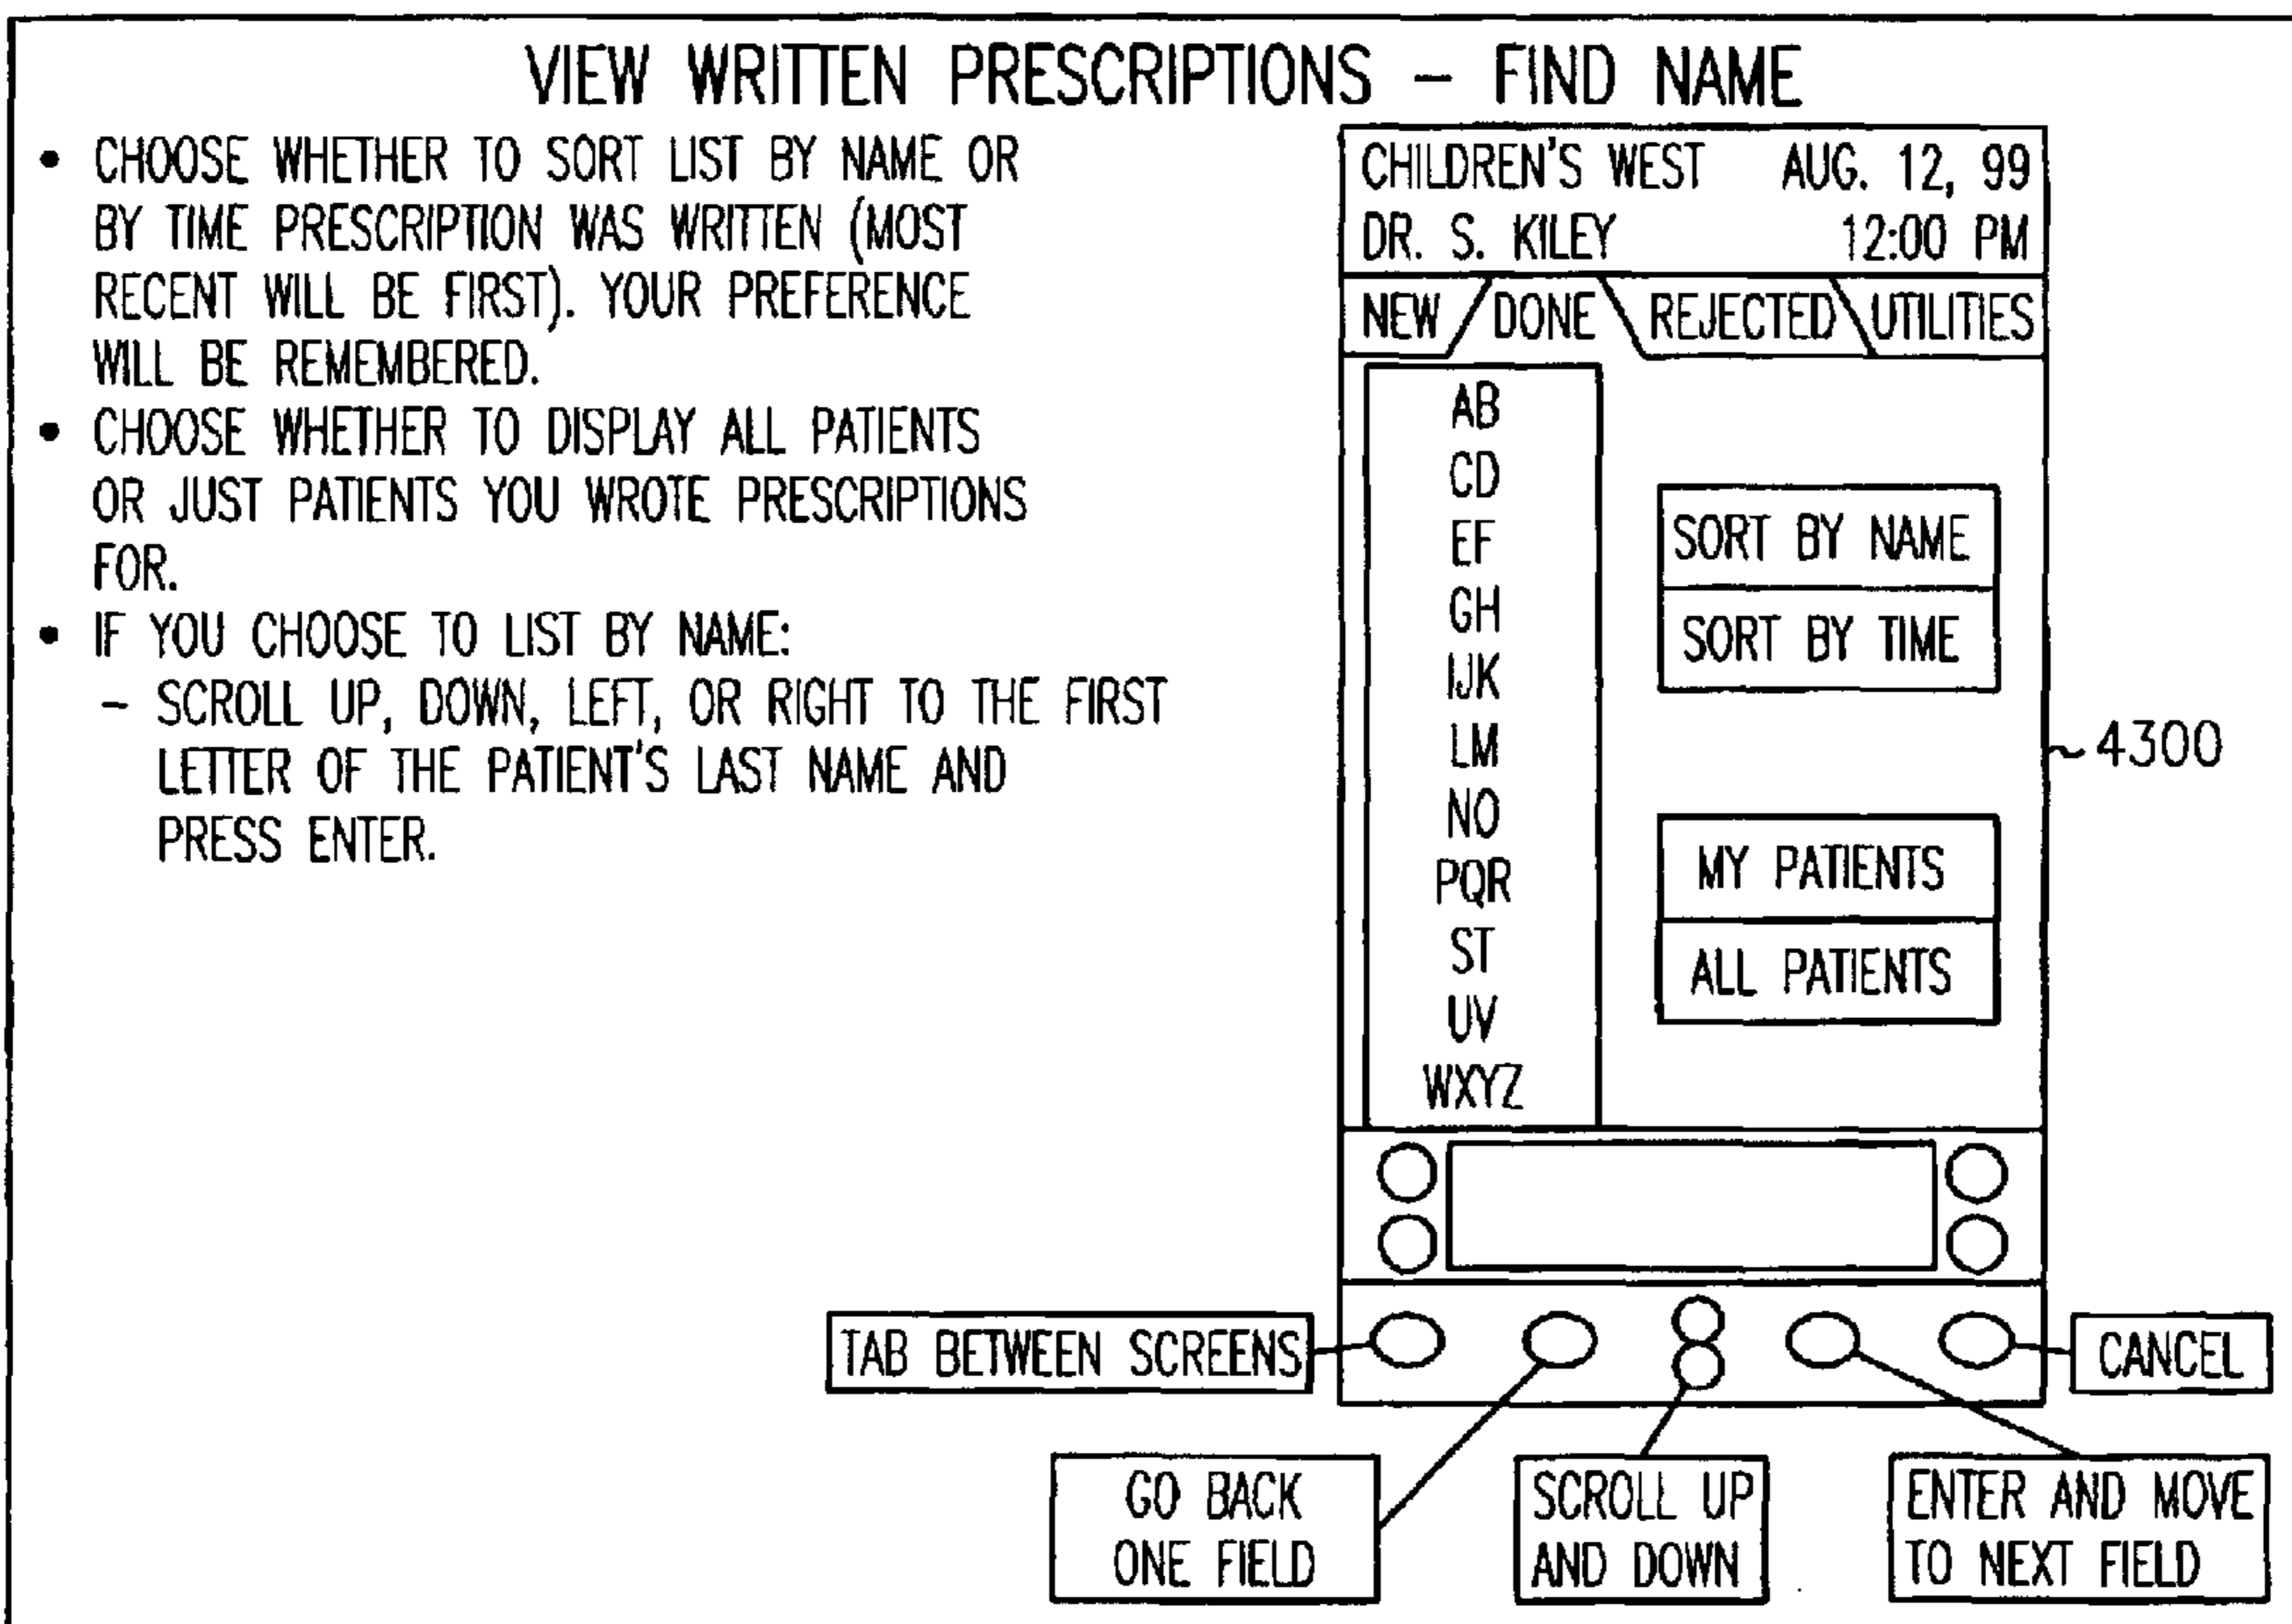 VIEW WRITTEN PRESCRIPTIONS – FIND NAME
• CHOOSE WHETHER TO SORT LIST BY NAME OR
BY TIME PRESCRIPTION WAS WRITTEN (MOST
RECENT WILL BE FIRST). YOUR PREFERENCE
WILL BE REMEMBERED.
• CHOOSE WHETHER TO DISPLAY ALL PATIENTS
OR JUST PATIENTS YOU WROTE PRESCRIPTIONS
FOR.
• IF YOU CHOOSE TO LIST BY NAME:
– SCROLL UP, DOWN, LEFT, OR RIGHT TO THE FIRST
LETTER OF THE PATIENT'S LAST NAME AND
PRESS ENTER.
CHILDREN'S WEST AUG. 12, 99
DR. S. KILEY 12:00 PM
NEW DONE REJECTED UTILITIES
AB
CD
EF
GH
IJK
LM
NO
PQR
ST
UV
WXYZ
SORT BY NAME
SORT BY TIME
MY PATIENTS
ALL PATIENTS
4300
TAB BETWEEN SCREENS
CANCEL
GO BACK
ONE FIELD
SCROLL UP
AND DOWN
ENTER AND MOVE
TO NEXT FIELD